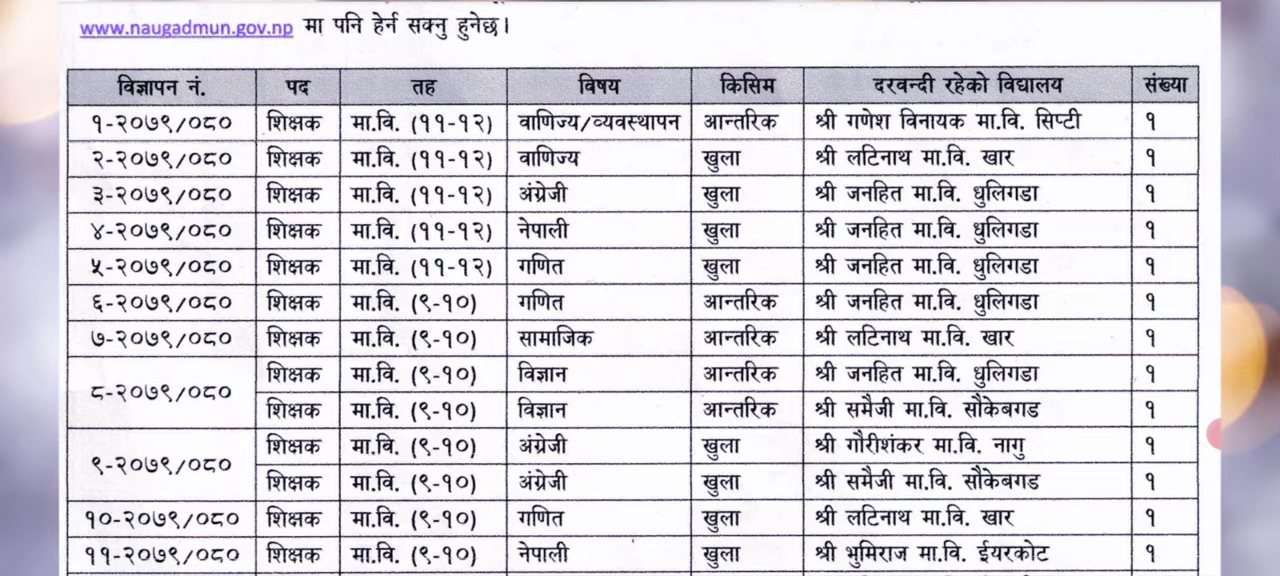 www.naugadmun.gov.np मा पनि हेर्न सक्नु हुनेछ।
विज्ञापन नं. पद तह विषय किसिम दरवन्दी रहेको विद्यालय संख्या
१-२०७९/०८० शिक्षक मा.वि. (११-१२) वाणिज्य/व्यवस्थापन आन्तरिक श्री गणेश विनायक मा.वि. सिप्टी १
२-२०७९/०८० शिक्षक मा.वि. (११-१२) वाणिज्य खुला श्री लटिनाथ मा.वि. खार १
३-२०७९/०८० शिक्षक मा.वि. (११-१२) अंग्रेजी खुला श्री जनहित मा.वि. धुलिगडा १
४-२०७९/०८० शिक्षक मा.वि. (११-१२) नेपाली खुला श्री जनहित मा.वि. धुलिगडा १
५-२०७९/०८० शिक्षक मा.वि. (११-१२) गणित खुला श्री जनहित मा.वि. धुलिगडा १
६-२०७९/०८० शिक्षक मा.वि. (९-१०) गणित आन्तरिक श्री जनहित मा.वि. धुलिगडा १
७-२०७९/०८० शिक्षक मा.वि. (९-१०) सामाजिक आन्तरिक श्री लटिनाथ मा.वि. खार १
८-२०७९/०८० शिक्षक मा.वि. (९-१०) विज्ञान आन्तरिक श्री जनहित मा.वि. धुलिगडा १
शिक्षक मा.वि. (९-१०) विज्ञान आन्तरिक श्री समैजी मा.वि. सौकेबगड १
९-२०७९/०८० शिक्षक मा.वि. (९-१०) अंग्रेजी खुला श्री गौरीशंकर मा.वि. नागु १
शिक्षक मा.वि. (९-१०) अंग्रेजी खुला श्री समैजी मा.वि. सौकेबगड १
१०-२०७९/०८० शिक्षक मा.वि. (९-१०) गणित खुला श्री लटिनाथ मा.वि. खार १
११-२०७९/०८० शिक्षक मा.वि. (९-१०) नेपाली खुला श्री भुमिराज मा.वि. ईयरकोट १